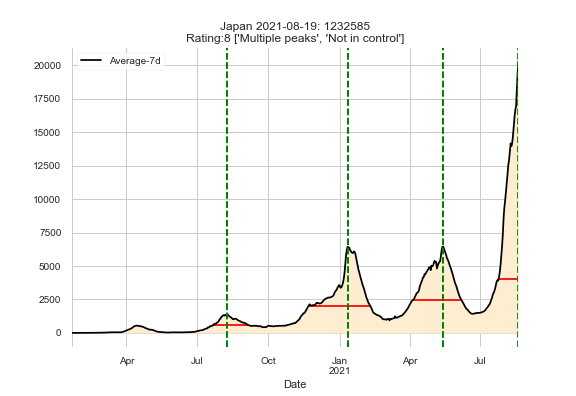 Japan 2021-08-19: 1232585
Rating:8 ['Multiple peaks', 'Not in control']
Average-7d
20000
17500
15000
12500
10000
7500
5000
2500
0
Apr Jul Oct Jan Apr Jul
2021
Date